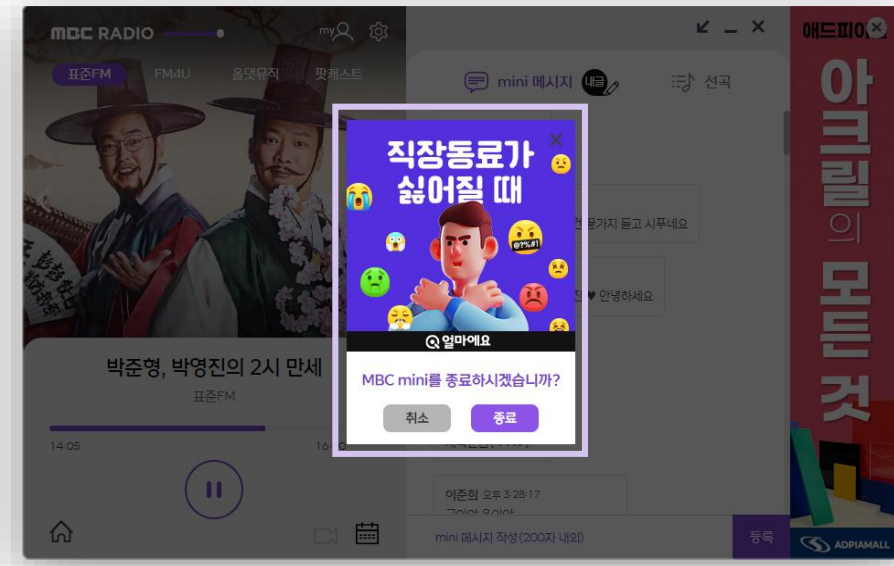 MBC RADIO
my
표준FM
FM4U
올댓뮤직
팟캐스트
박준형, 박영진의 2시 만세
표준FM
14:05
mini 메시지
내글
선곡
직장동료가
싫어질 때
@?%#!
얼마에요
MBC mini를 종료하시겠습니까?
취소
종료
끝가지 듣고 시푸네요
♥ 안녕하세요
이준희 오후 3:28:17
mini 메시지 작성(200자 내외)
등록
아크릴의 모든 것
ADPIAMALL